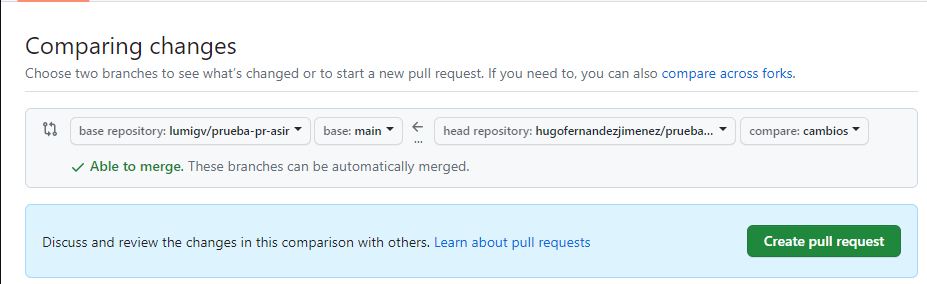 Comparing changes
Choose two branches to see what's changed or to start a new pull request. If you need to, you can also compare across forks.
base repository: lumigv/prueba-pr-asir base: main ← ... head repository: hugofernandezjimenez/prueba... compare: cambios
✓ Able to merge. These branches can be automatically merged.
Discuss and review the changes in this comparison with others. Learn about pull requests Create pull request